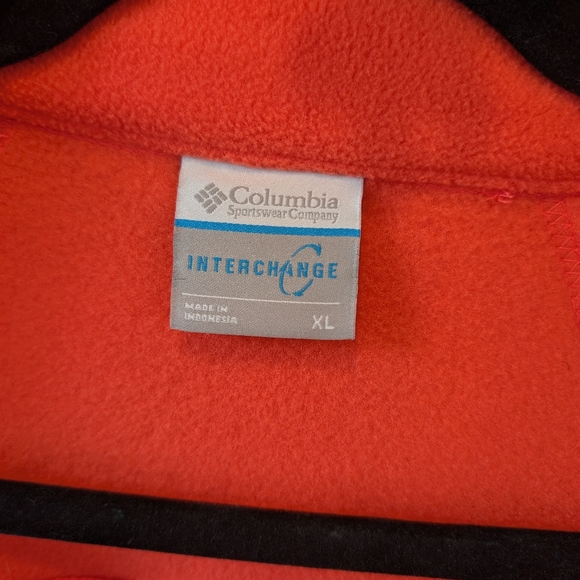 Columbia
Sportswear Company
INTERCHANGE
MADE IN
INDONESIA
XL